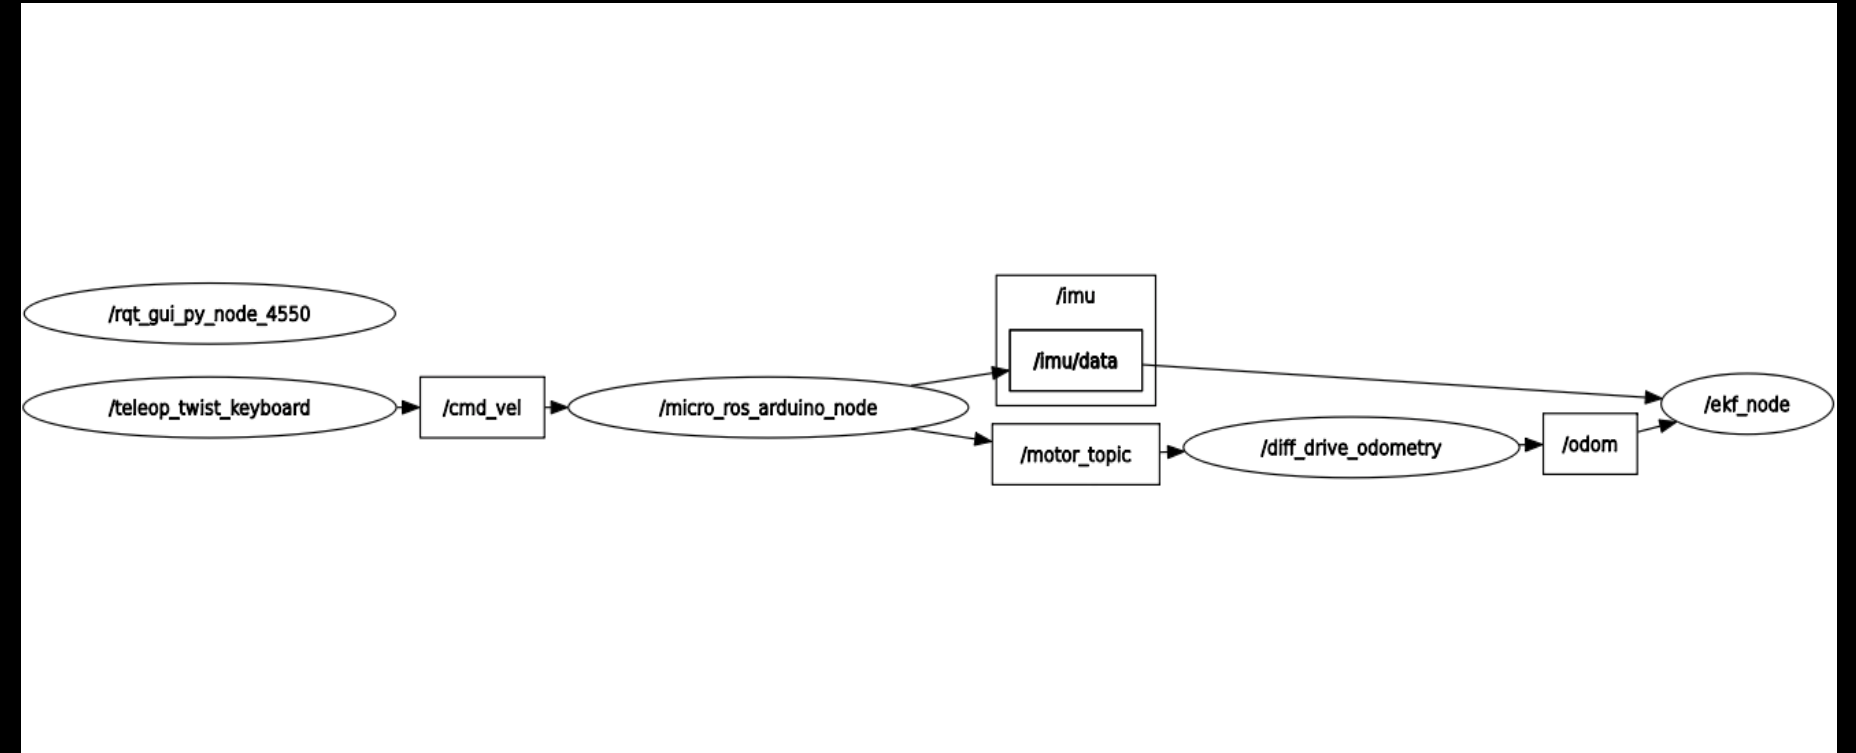 /rqt_gui_py_node_4550
/teleop_twist_keyboard
/cmd_vel
/micro_ros_arduino_node
/imu
/imu/data
/motor_topic
/diff_drive_odometry
/odom
/ekf_node